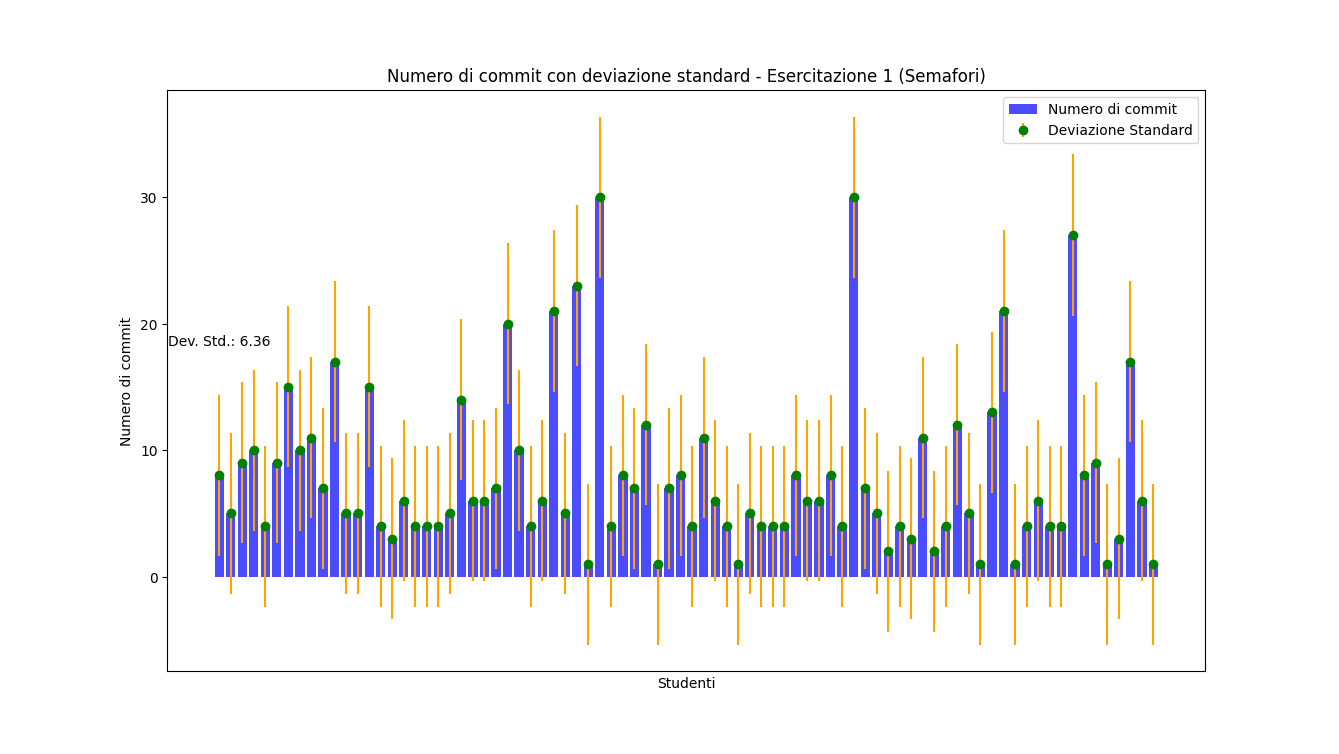 Numero di commit con deviazione standard - Esercitazione 1 (Semafori)
Numero di commit
Deviazione Standard
30
20
10
0
Dev. Std.: 6.36
Numero di commit
Studenti